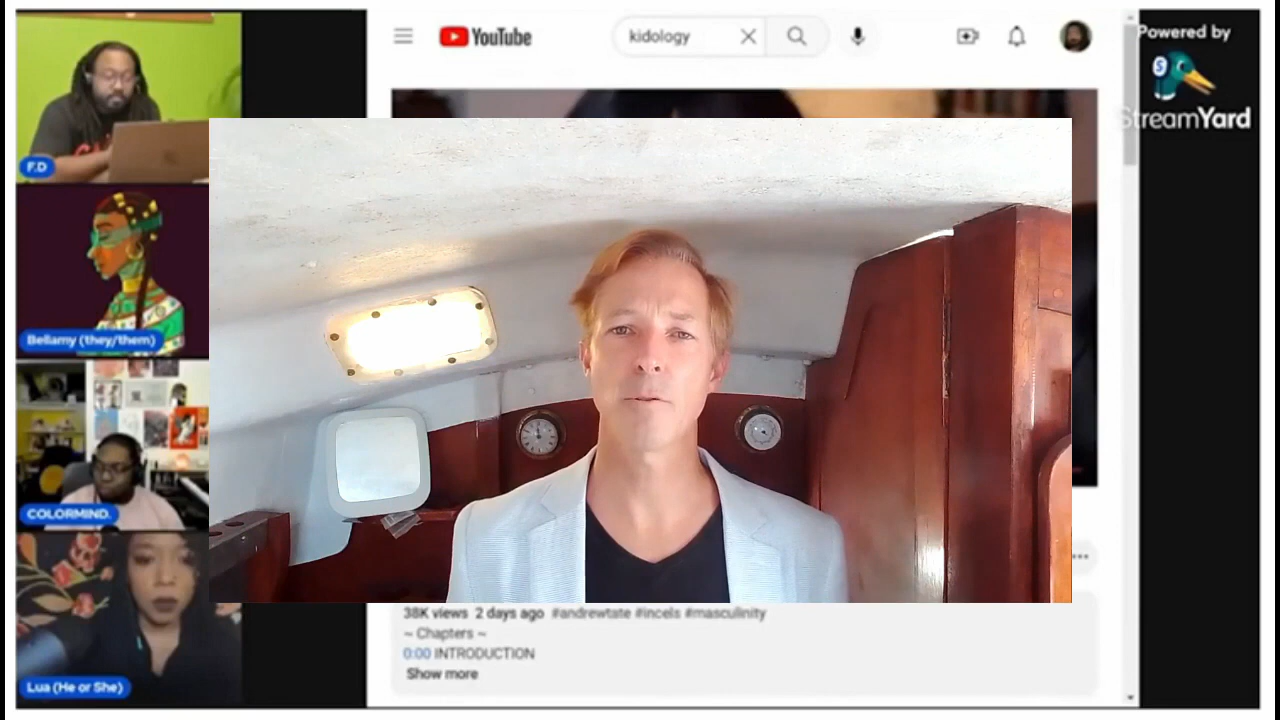 YouTube
kidology
Powered by
StreamYard
F.D
Bellamy (they/them)
COLORMIND.
Lua (He or She)
38K views 2 days ago #andrewtate #incels #masculinity
~ Chapters ~
0:00 INTRODUCTION
Show more